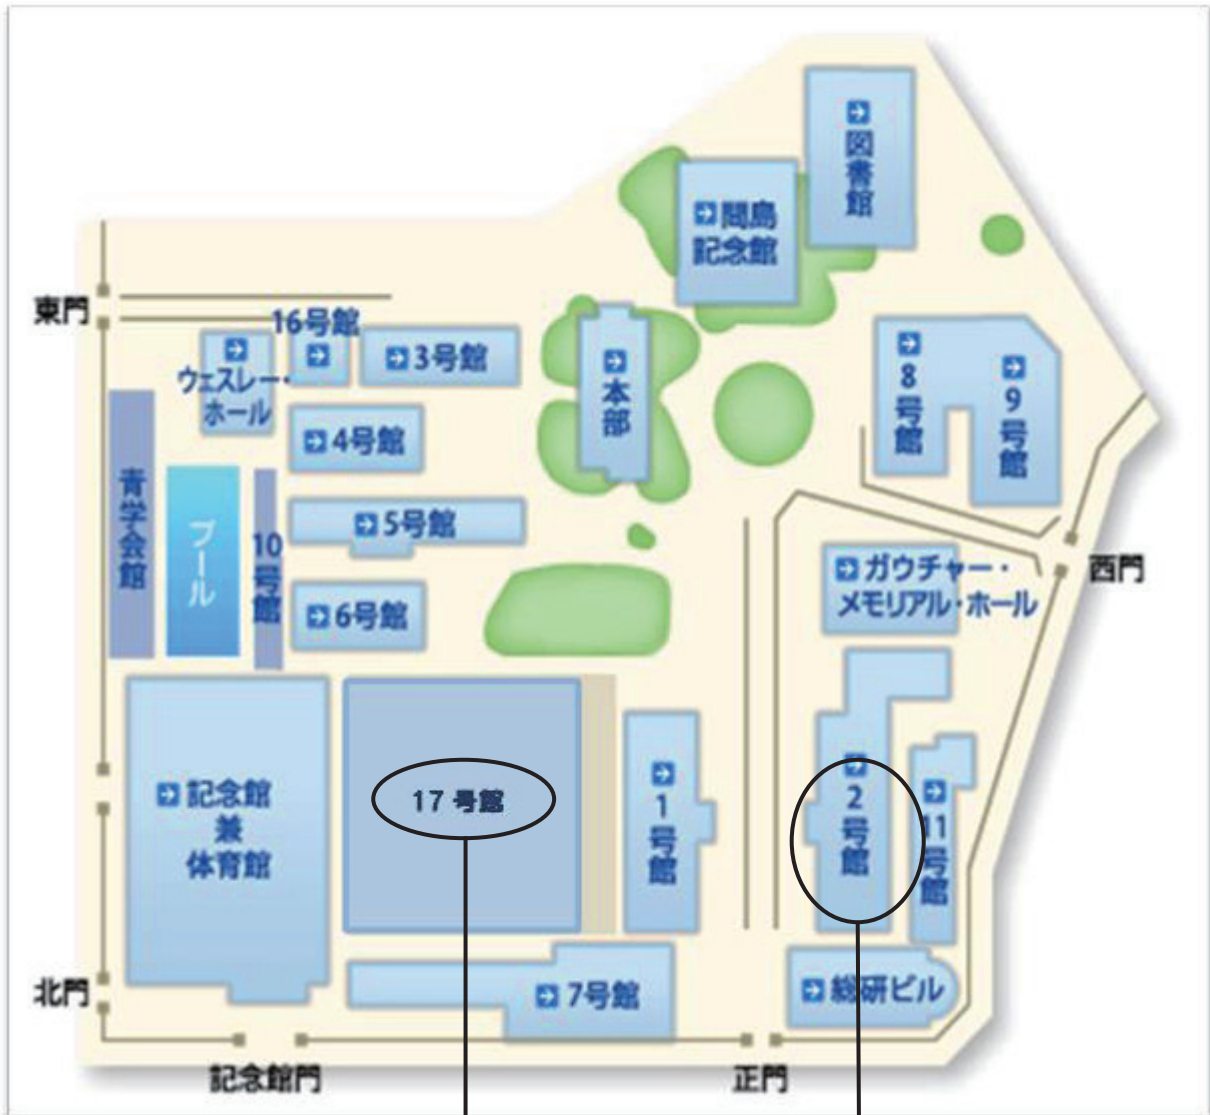 図書館
間島
記念館
東門
16号館
3号館
ウェスレー・
ホール
本部
8号館
9号館
4号館
青学会館
プール
10号館
5号館
西門
ガウチャー・
メモリアル・ホール
6号館
記念館
兼
体育館
17 号館
1号館
2号館
11号館
北門
7号館
総研ビル
記念館門
正門